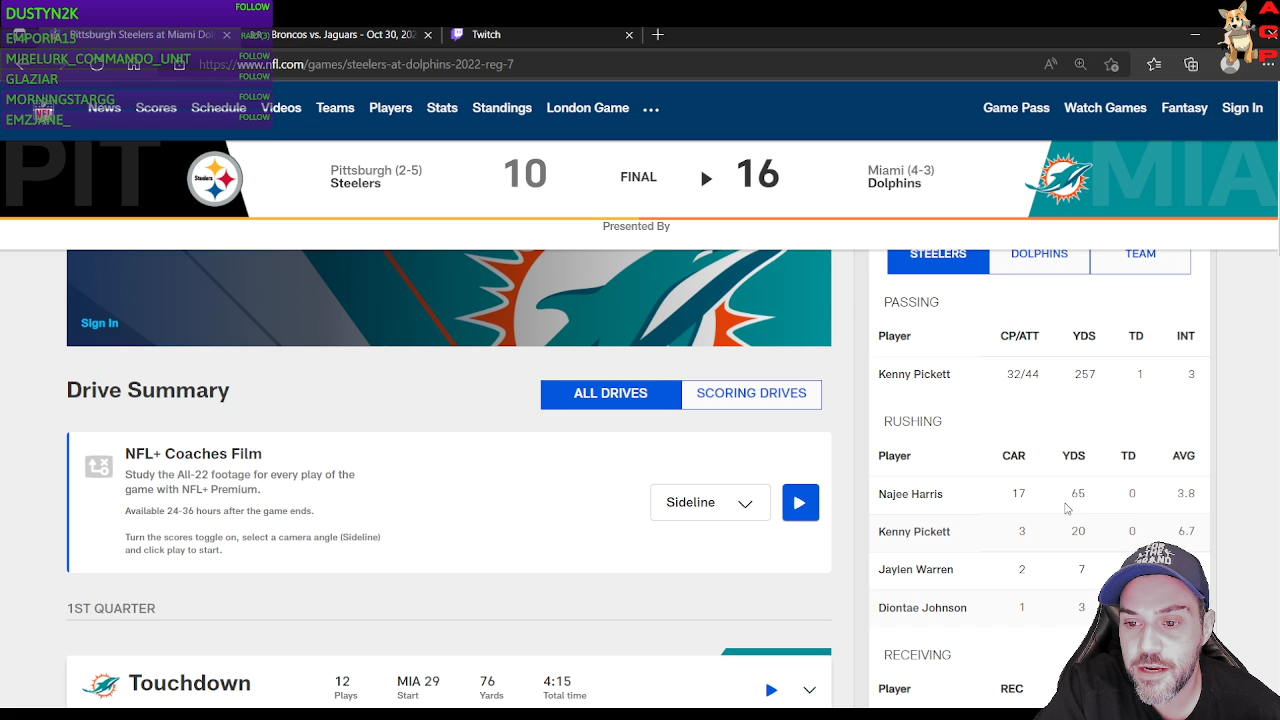 DUSTYN2K FOLLOW
EMPORIA13 RAID(3)
MIRELURK_COMMANDO_UNIT FOLLOW
GLAZIAR FOLLOW
MORNINGSTARGG FOLLOW
EMZJANE_ FOLLOW
Pittsburgh Steelers at Miami Dol
Broncos vs. Jaguars - Oct 30, 202
Twitch
https://www.nfl.com/games/steelers-at-dolphins-2022-reg-7
ACP
NFL News Scores Schedule Videos Teams Players Stats Standings London Game ... Game Pass Watch Games Fantasy Sign In
PIT
Steelers
Pittsburgh (2-5)
Steelers
10
FINAL
16
Miami (4-3)
Dolphins
MIA
Presented By
Sign In
Drive Summary
ALL DRIVES SCORING DRIVES
NFL+ Coaches Film
Study the All-22 footage for every play of the
game with NFL+ Premium.
Available 24-36 hours after the game ends.
Turn the scores toggle on, select a camera angle (Sideline)
and click play to start.
Sideline
1ST QUARTER
Touchdown
12 MIA 29 76 4:15
Plays Start Yards Total time
STEELERS DOLPHINS TEAM
PASSING
Player CP/ATT YDS TD INT
Kenny Pickett 32/44 257 1 3
RUSHING
Player CAR YDS TD AVG
Najee Harris 17 65 0 3.8
Kenny Pickett 3 20 0 6.7
Jaylen Warren 2 7
Diontae Johnson 1 3
RECEIVING
Player REC